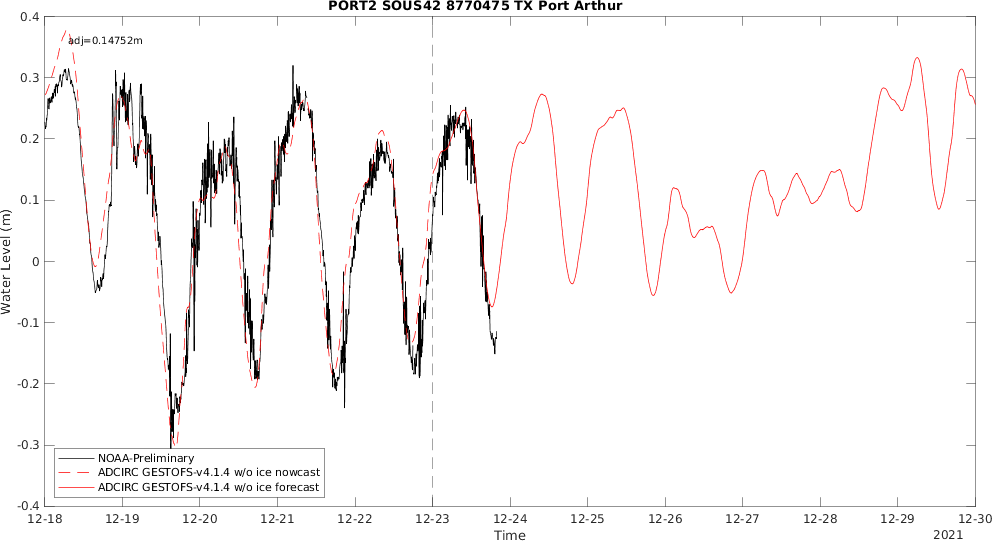 PORT2 SOUS42 8770475 TX Port Arthur
adj=0.14752m
0.4
0.3
0.2
0.1
0
-0.1
-0.2
-0.3
-0.4
Water Level (m)
NOAA-Preliminary
ADCIRC GESTOFS-v4.1.4 w/o ice nowcast
ADCIRC GESTOFS-v4.1.4 w/o ice forecast
12-18 12-19 12-20 12-21 12-22 12-23 12-24 12-25 12-26 12-27 12-28 12-29 12-30
Time
2021